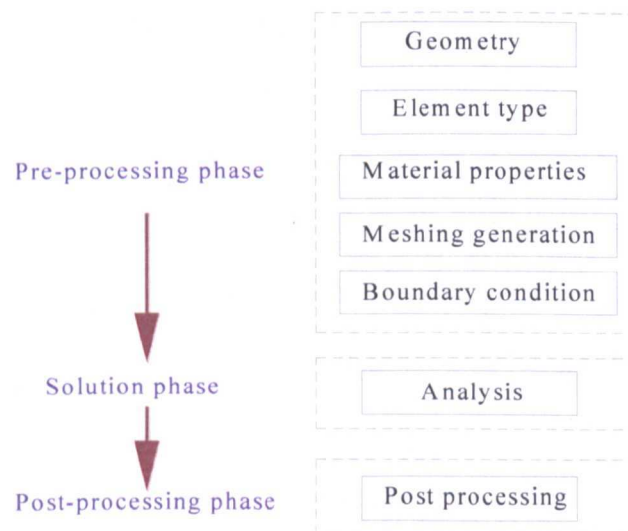 Geometry
Element type
Pre-processing phase
Material properties
Meshing generation
Boundary condition
Solution phase
Analysis
Post-processing phase
Post processing